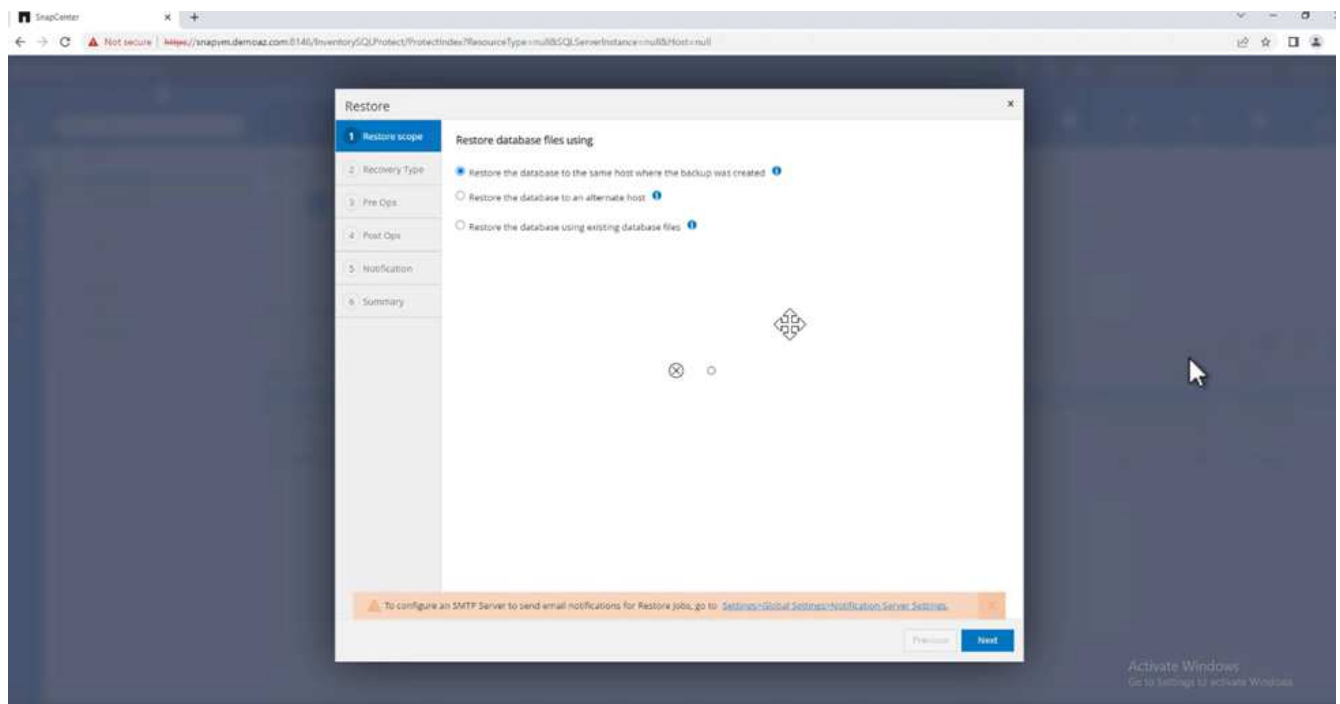 SnapCenter
Not secure | https://snapvm.demoaz.com:8146/InventorySQLProtect/ProtectIndex?ResourceType=null&SQLServerInstance=null&Host=null
Restore
1 Restore scope
Restore database files using
2 Recovery Type
Restore the database to the same host where the backup was created
3 Pre Ops
Restore the database to an alternate host
4 Post Ops
Restore the database using existing database files
5 Notification
6 Summary
To configure an SMTP Server to send email notifications for Restore Jobs, go to Settings>Global Settings>Notification Server Settings.
Previous
Next
Activate Windows
Go to Settings to activate Windows.